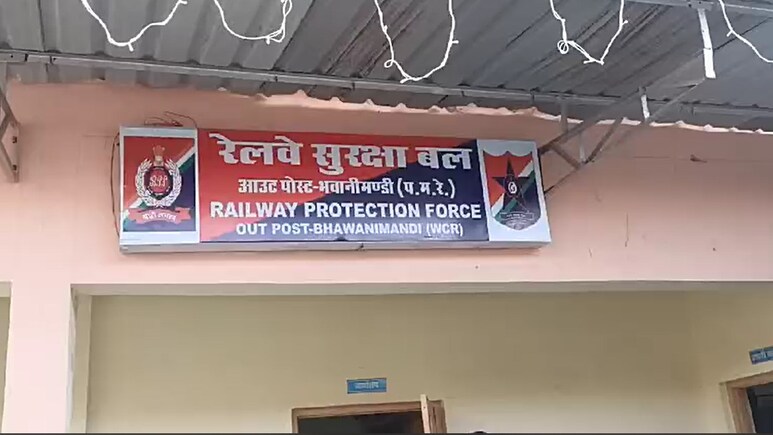 रेलवे सुरक्षा बल
आउट पोस्ट-भवानीमण्डी (प.म.रे.)
RAILWAY PROTECTION FORCE
OUT POST-BHAWANIMANDI (WCR)